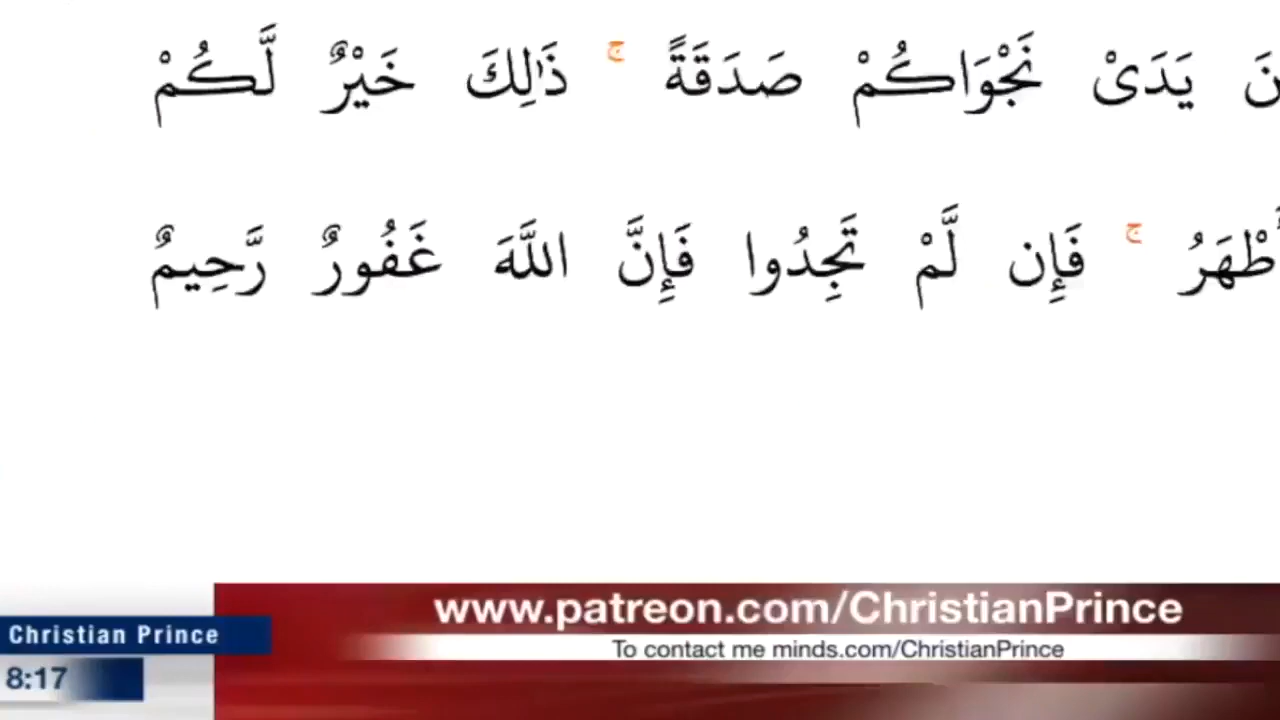 يَدَىْ نَجْوَاكُمْ صَدَقَةً ۚ ذَٰلِكَ خَيْرٌ لَّكُمْ
ۚ فَإِن لَّمْ تَجِدُوا فَإِنَّ اللَّهَ غَفُورٌ رَّحِيمٌ
www.patreon.com/ChristianPrince
Christian Prince
To contact me minds.com/ChristianPrince
8:17